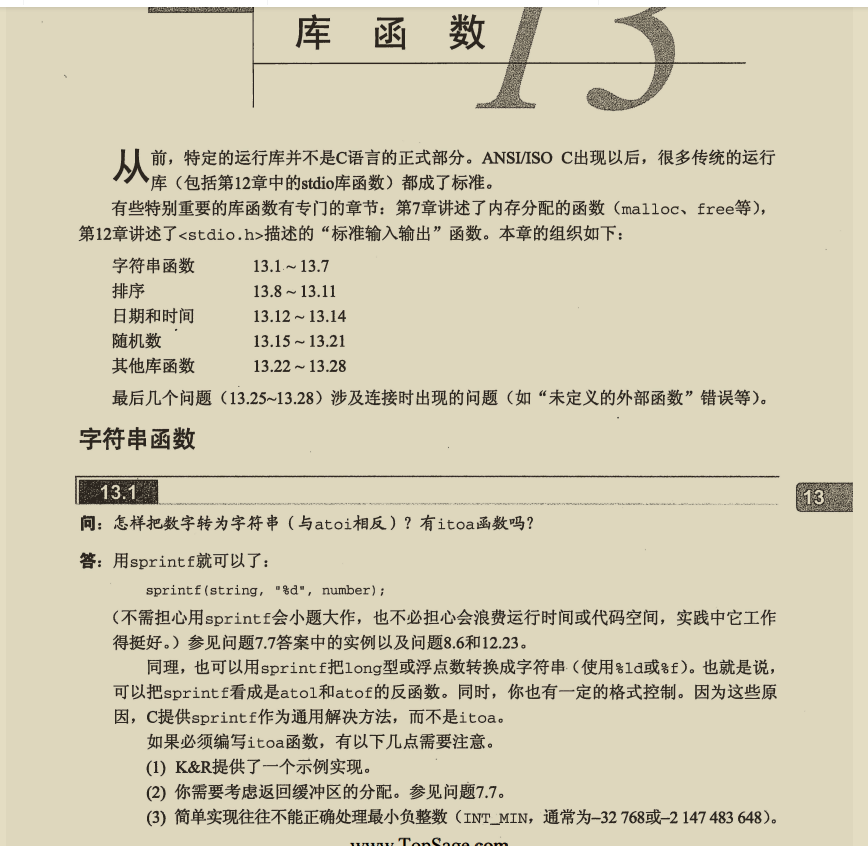 库 函 数
13
从前，特定的运行库并不是C语言的正式部分。ANSI/ISO C出现以后，很多传统的运行
库（包括第12章中的stdio库函数）都成了标准。
有些特别重要的库函数有专门的章节：第7章讲述了内存分配的函数（malloc、free等），
第12章讲述了<stdio.h>描述的“标准输入输出”函数。本章的组织如下：
字符串函数 13.1～13.7
排序 13.8～13.11
日期和时间 13.12～13.14
随机数 13.15～13.21
其他库函数 13.22～13.28
最后几个问题（13.25~13.28）涉及连接时出现的问题（如“未定义的外部函数”错误等）。
字符串函数
13.1
13
问：怎样把数字转为字符串（与atoi相反）？有itoa函数吗？
答：用sprintf就可以了：
sprintf(string, "%d", number);
（不需担心用sprintf会小题大作，也不必担心会浪费运行时间或代码空间，实践中它工作
得挺好。）参见问题7.7答案中的实例以及问题8.6和12.23。
同理，也可以用sprintf把long型或浮点数转换成字符串（使用%ld或%f）。也就是说，
可以把sprintf看成是atol和atof的反函数。同时，你也有一定的格式控制。因为这些原
因，C提供sprintf作为通用解决方法，而不是itoa。
如果必须编写itoa函数，有以下几点需要注意。
(1) K&R提供了一个示例实现。
(2) 你需要考虑返回缓冲区的分配。参见问题7.7。
(3) 简单实现往往不能正确处理最小负整数（INT_MIN，通常为–32 768或–2 147 483 648）。
www.TopSage.com